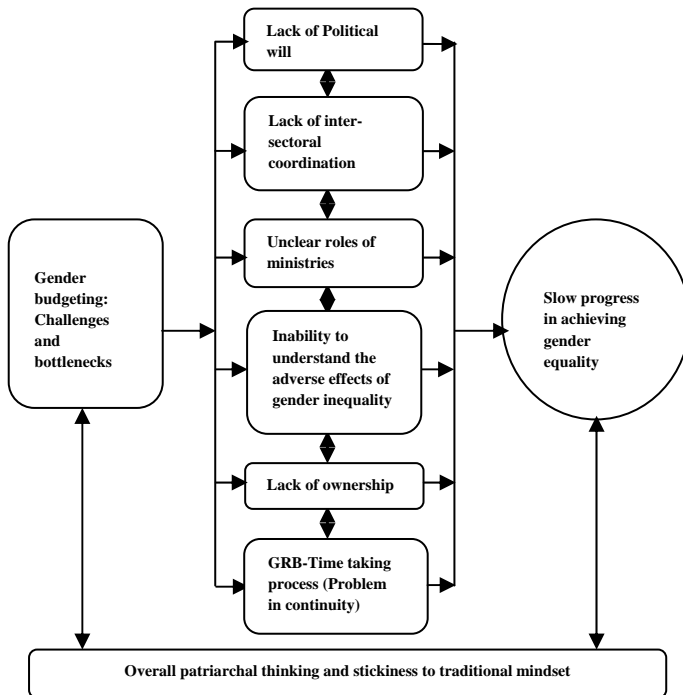 Lack of Political
will
Lack of inter-
sectoral
coordination
Unclear roles of
ministries
Gender
budgeting:
Challenges
and
bottlenecks
Inability to
understand the
adverse effects of
gender inequality
Slow progress
in achieving
gender
equality
Lack of ownership
GRB-Time taking
process (Problem
in continuity)
Overall patriarchal thinking and stickiness to traditional mindset